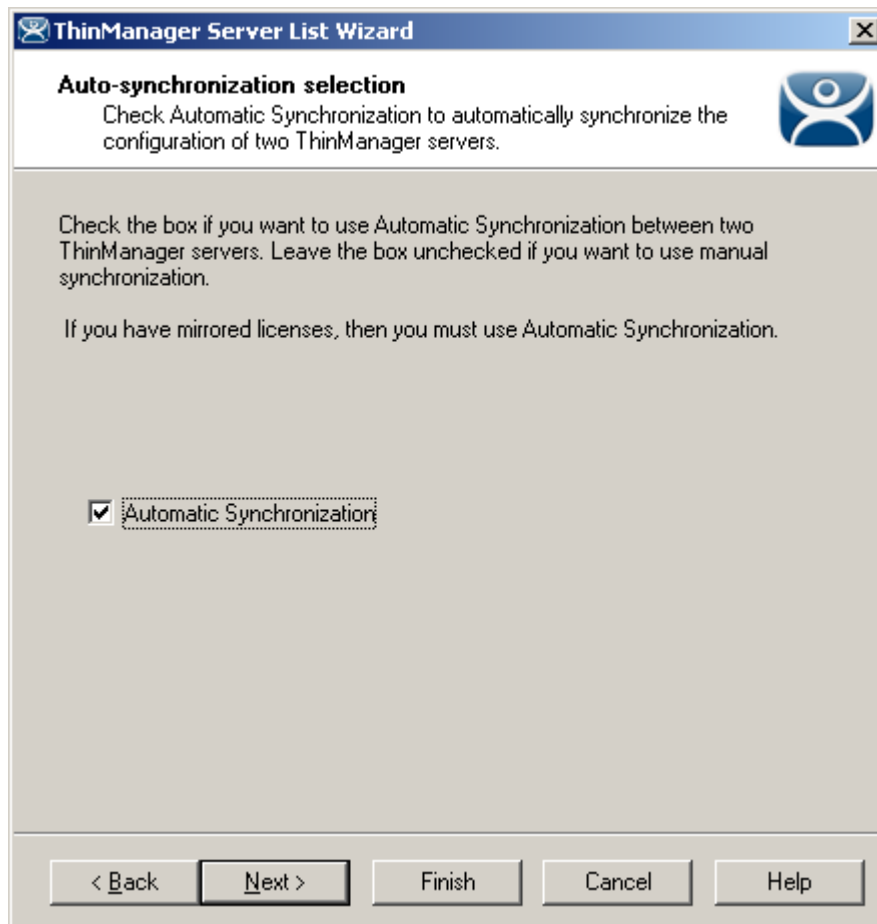 ThinManager Server List Wizard
Auto-synchronization selection
Check Automatic Synchronization to automatically synchronize the
configuration of two ThinManager servers.
Check the box if you want to use Automatic Synchronization between two
ThinManager servers. Leave the box unchecked if you want to use manual
synchronization.
If you have mirrored licenses, then you must use Automatic Synchronization.
Automatic Synchronization
< Back Next > Finish Cancel Help